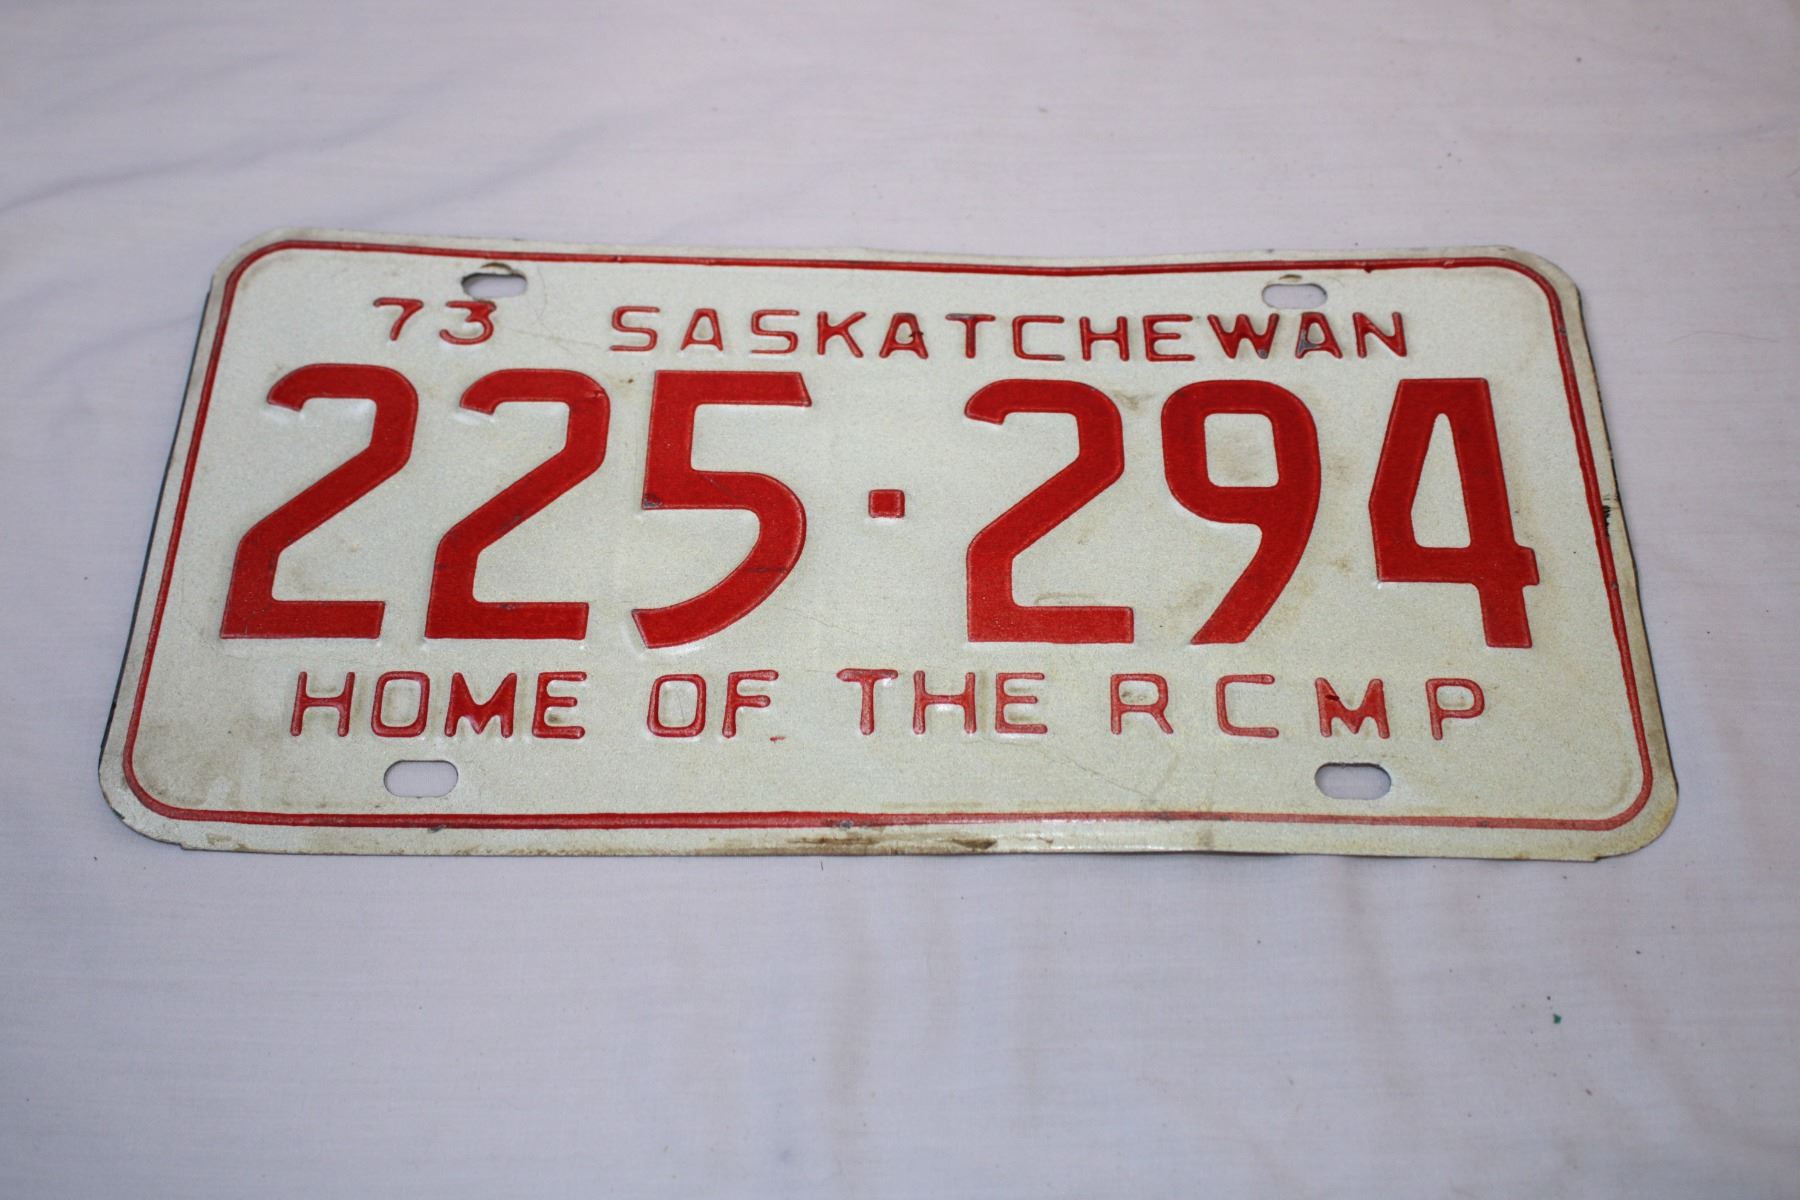 73 SASKATCHEWAN
225·294
HOME OF THE RCMP